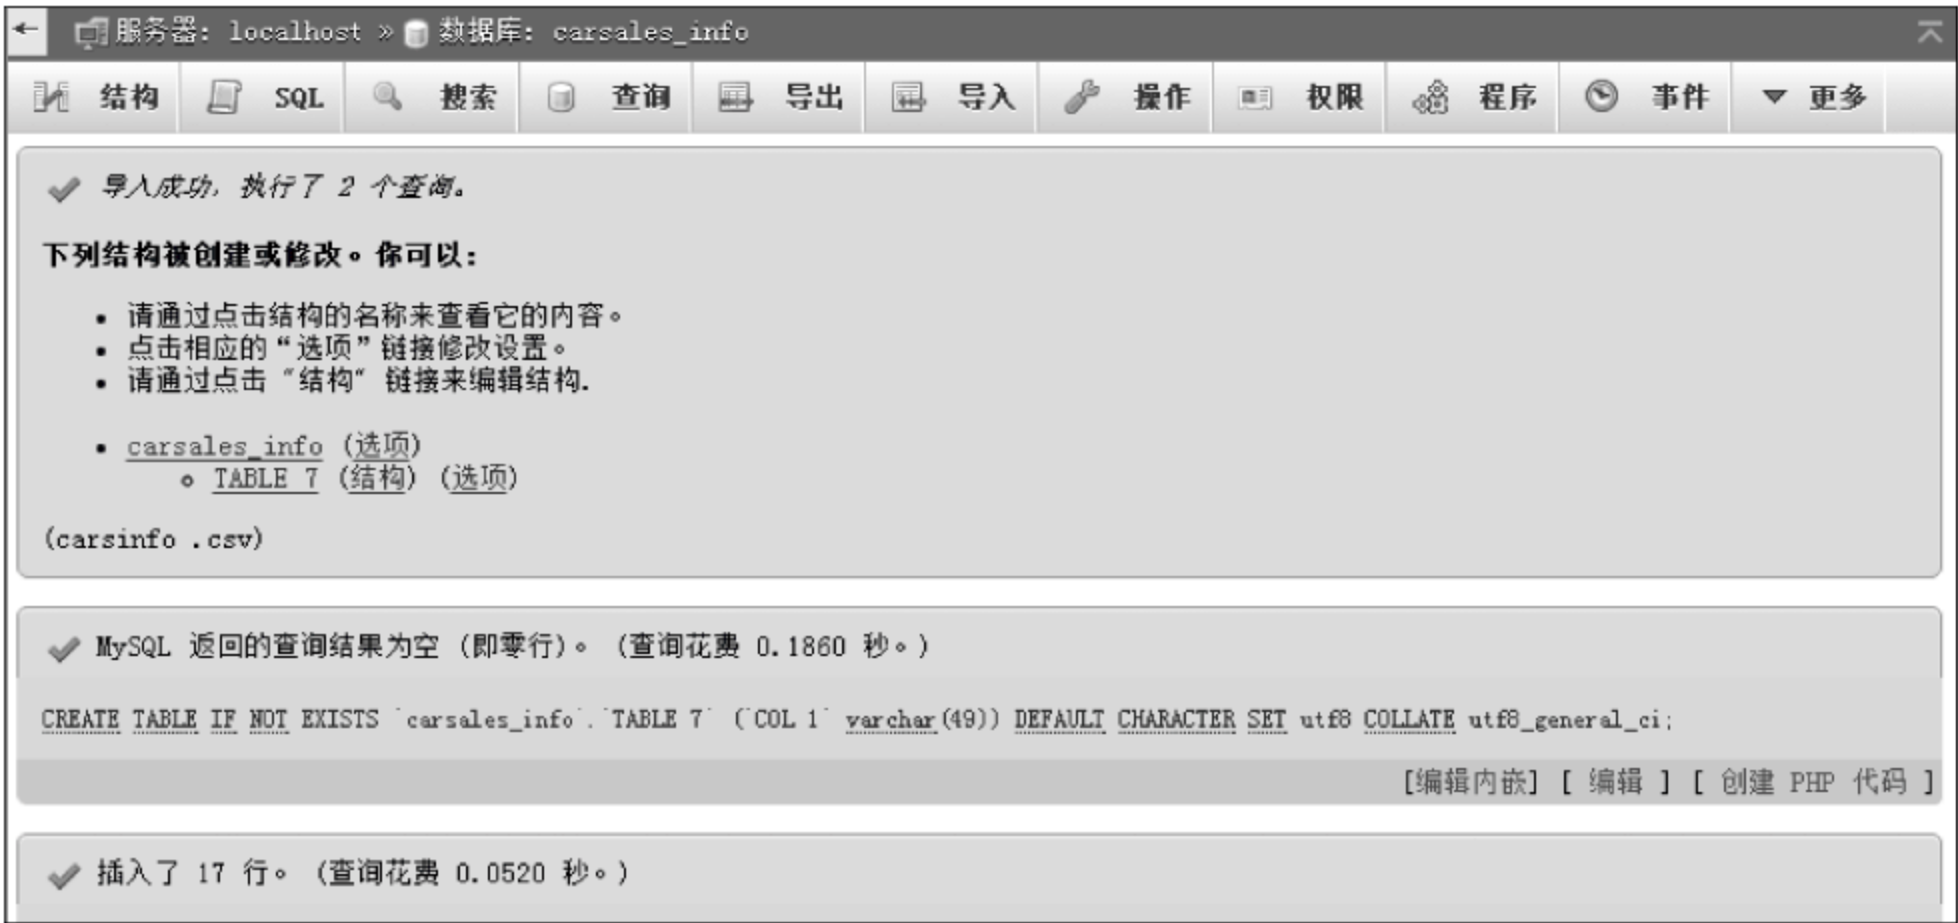 服务器: localhost » 数据库: carsales_info
结构 SQL 搜索 查询 导出 导入 操作 权限 程序 事件 更多
导入成功，执行了 2 个查询。
下列结构被创建或修改。你可以:
• 请通过点击结构的名称来查看它的内容。
• 点击相应的“选项”链接修改设置。
• 请通过点击 "结构" 链接来编辑结构.
• carsales_info (选项)
TABLE 7 (结构) (选项)
(carsinfo .csv)
MySQL 返回的查询结果为空 (即零行)。 (查询花费 0.1860 秒。)
CREATE TABLE IF NOT EXISTS `carsales_info`.`TABLE 7` (`COL 1` varchar(49)) DEFAULT CHARACTER SET utf8 COLLATE utf8_general_ci;
[编辑内嵌] [ 编辑 ] [ 创建 PHP 代码 ]
插入了 17 行。 (查询花费 0.0520 秒。)